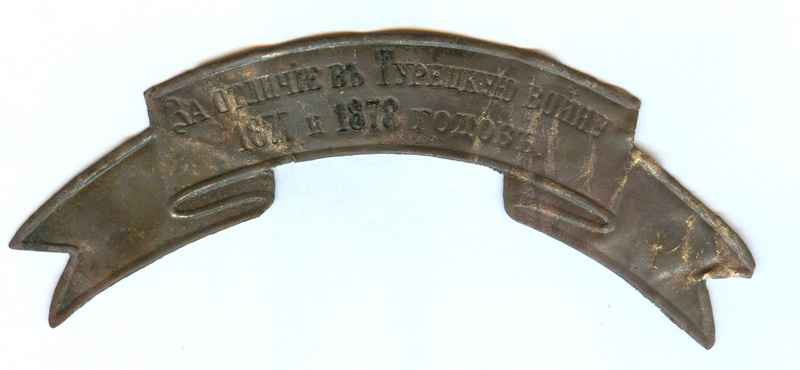 За отличіе въ Турецкую войну
1877 и 1878 годовъ.